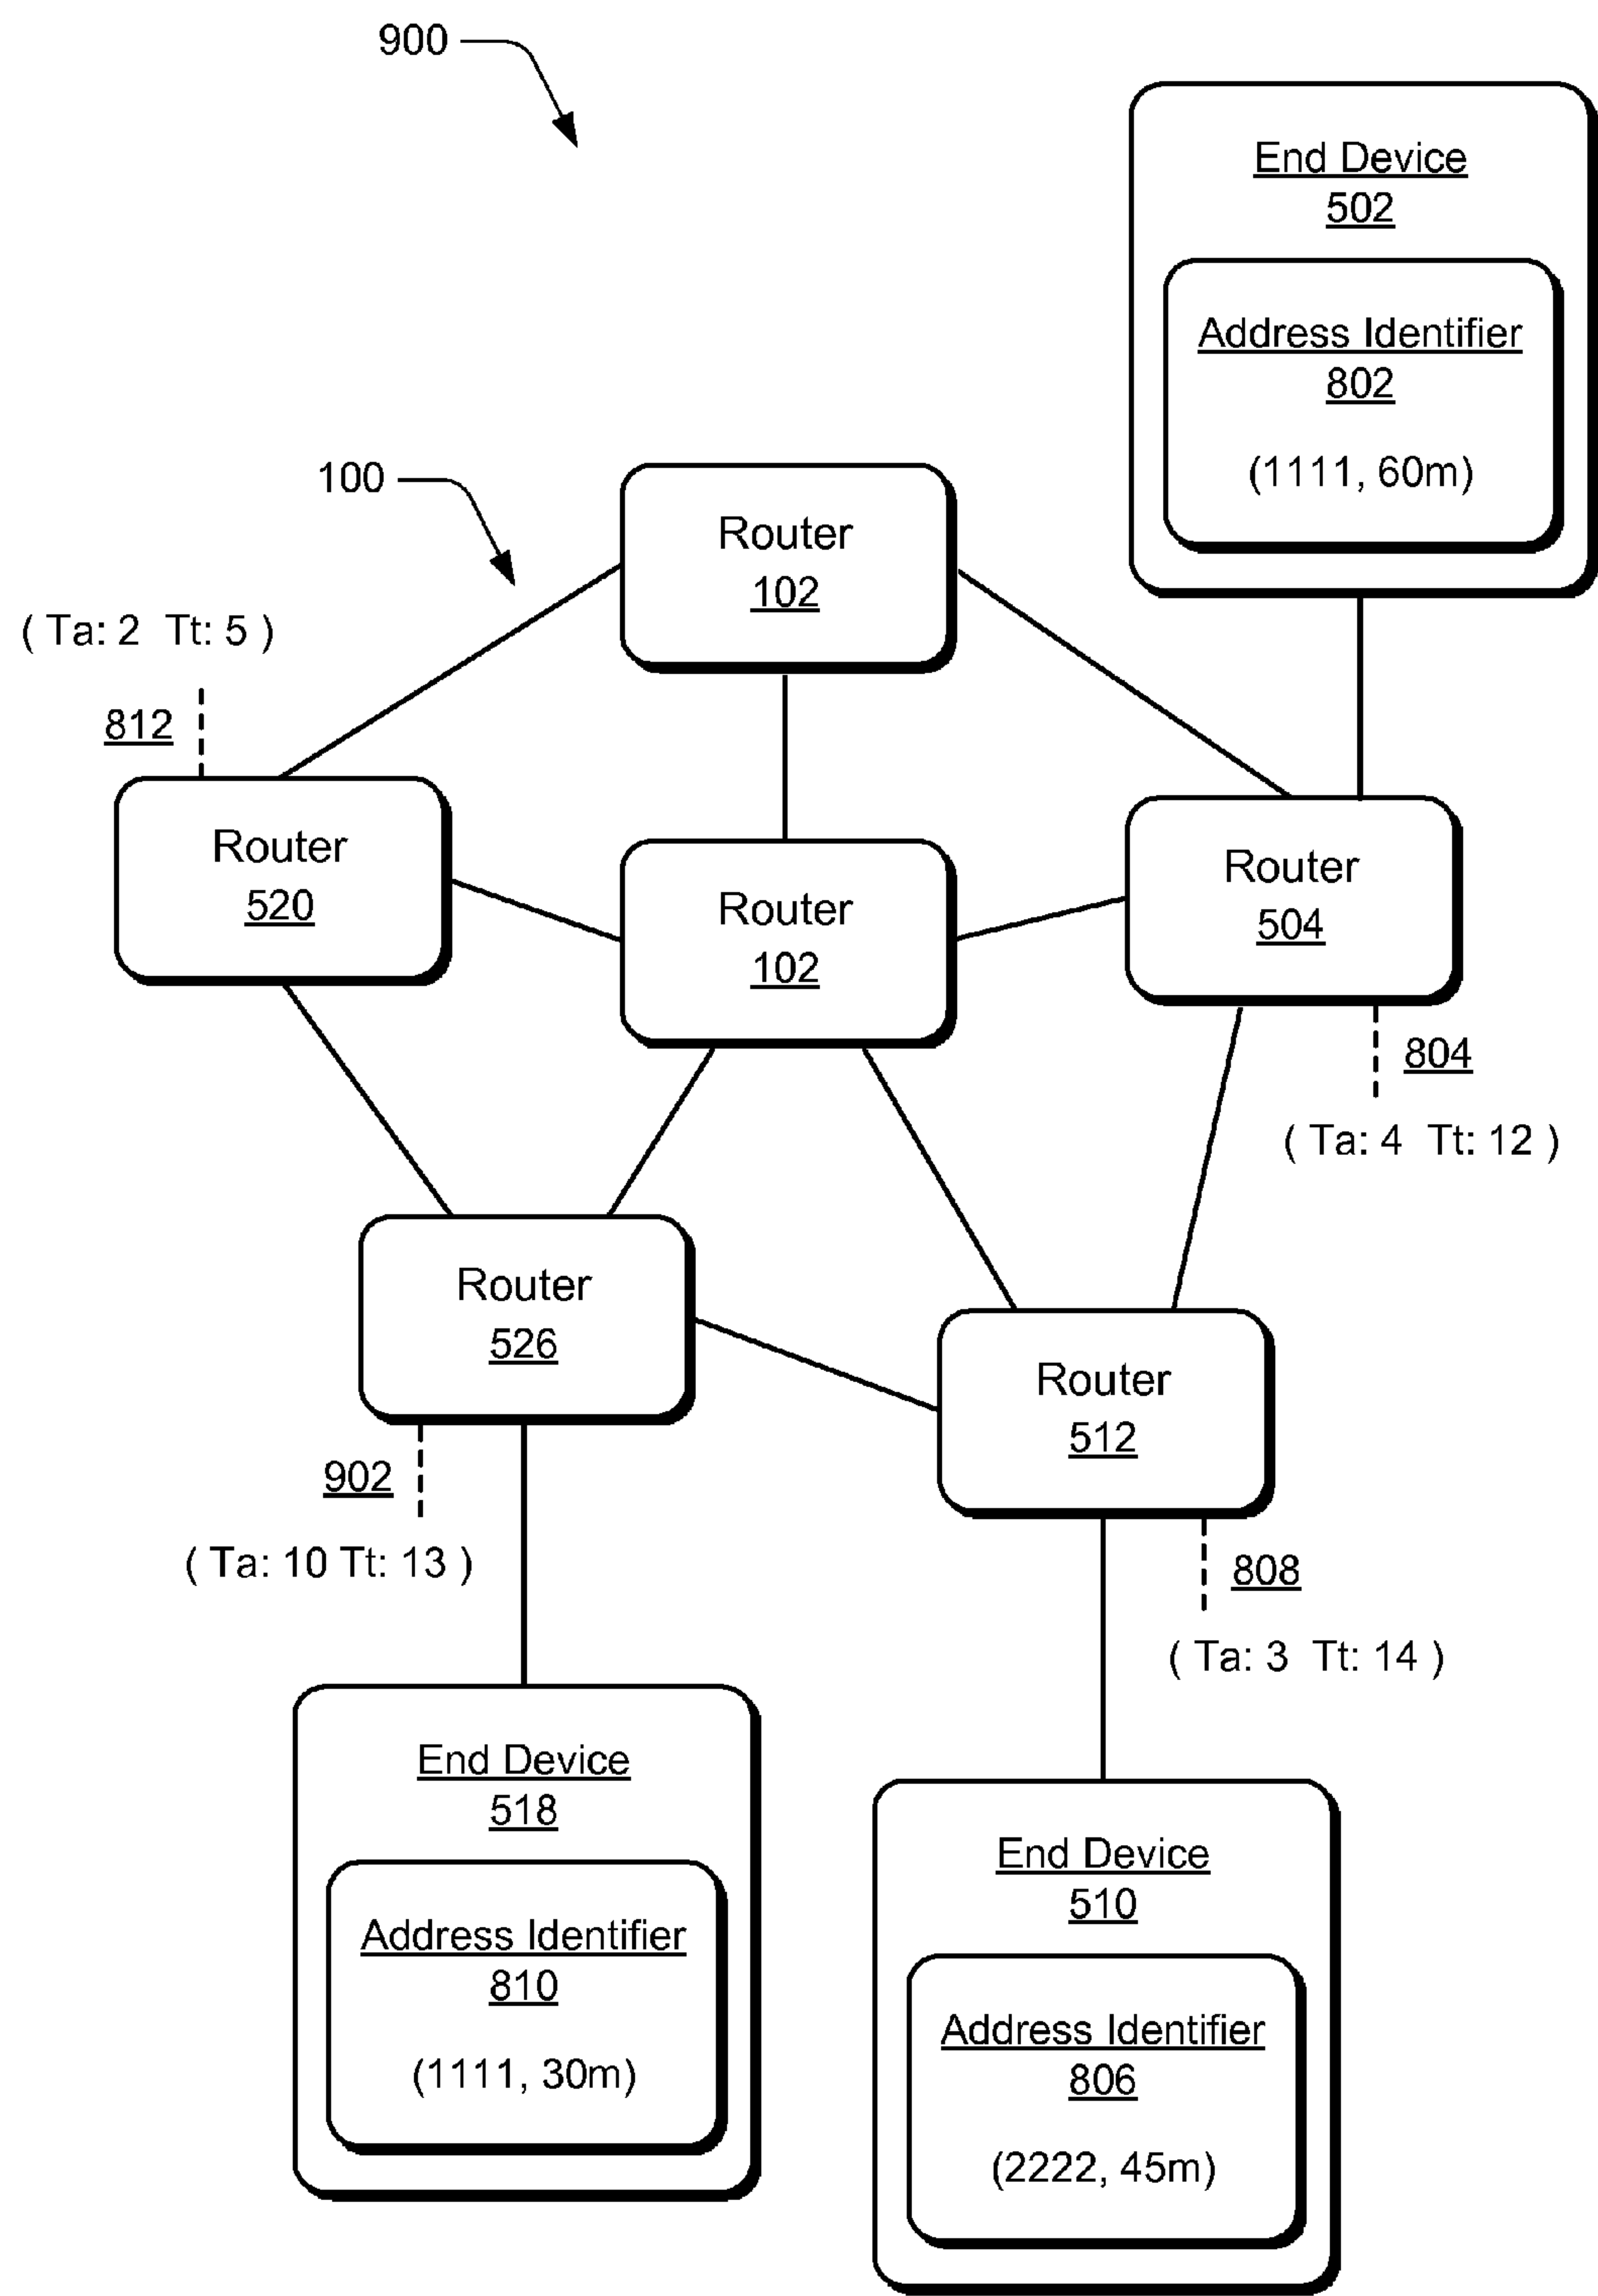 900
End Device
502
Address Identifier
802
(1111, 60m)
100
Router
102
( Ta: 2 Tt: 5 )
812
Router
520
Router
102
Router
504
804
( Ta: 4 Tt: 12 )
Router
526
Router
512
902
( Ta: 10 Tt: 13 )
808
( Ta: 3 Tt: 14 )
End Device
518
Address Identifier
810
(1111, 30m)
End Device
510
Address Identifier
806
(2222, 45m)